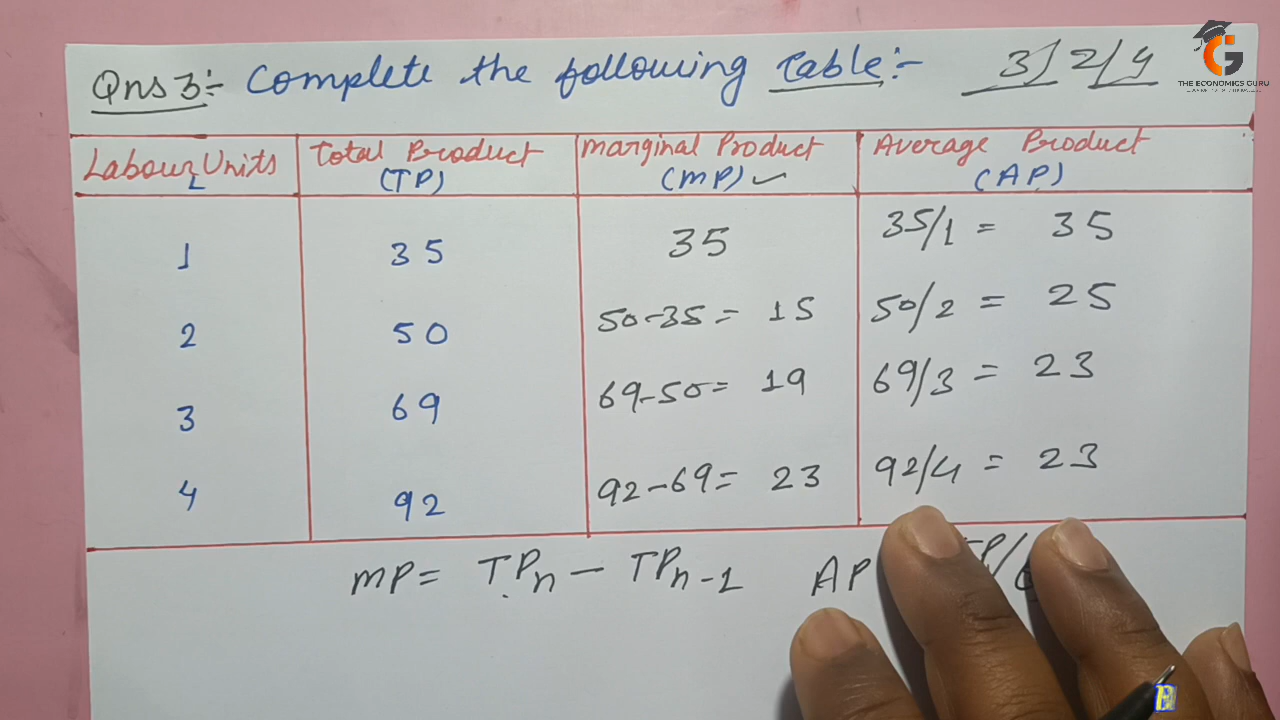 Qns 3:- Complete the following Table:- 3/2/4
THE ECONOMICS GURU
Labour Units Total Product Marginal Product Average Product
L (TP) (MP) ✓ (AP)
1 35 35 35/1 = 35
2 50 50-35= 15 50/2 = 25
3 69 69-50= 19 69/3 = 23
4 92 92-69= 23 92/4 = 23
MP= TPn - TPn-1 AP